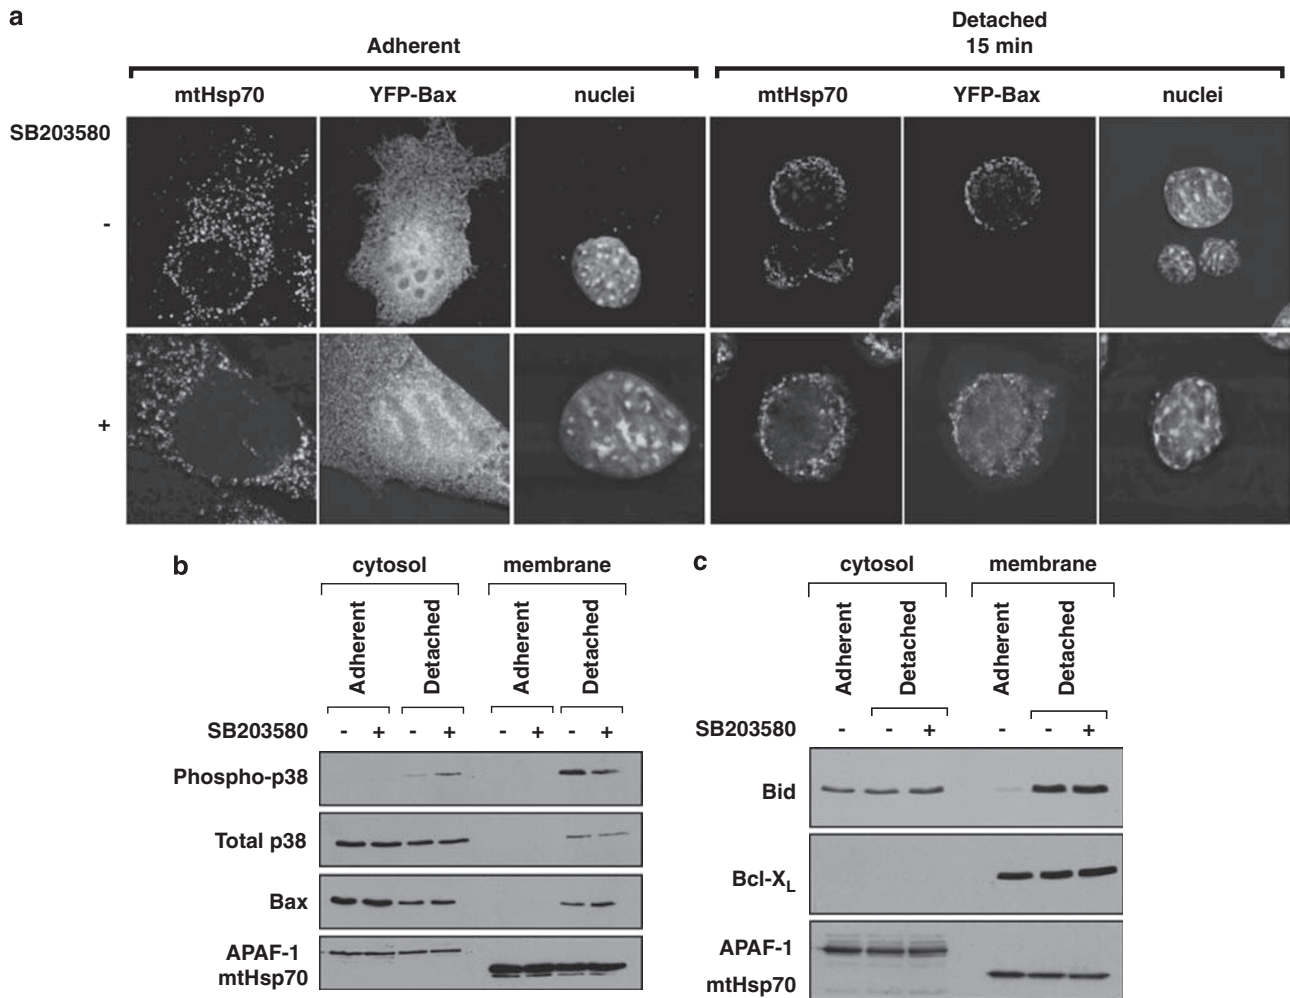 a
Adherent
Detached
15 min
mtHsp70 YFP-Bax nuclei mtHsp70 YFP-Bax nuclei
SB203580
-
+
b
cytosol membrane
Adherent Detached Adherent Detached
SB203580 - + - + - + - +
Phospho-p38
Total p38
Bax
APAF-1
mtHsp70
c
cytosol membrane
Adherent Detached Adherent Detached
SB203580 - - + - - +
Bid
Bcl-XL
APAF-1
mtHsp70